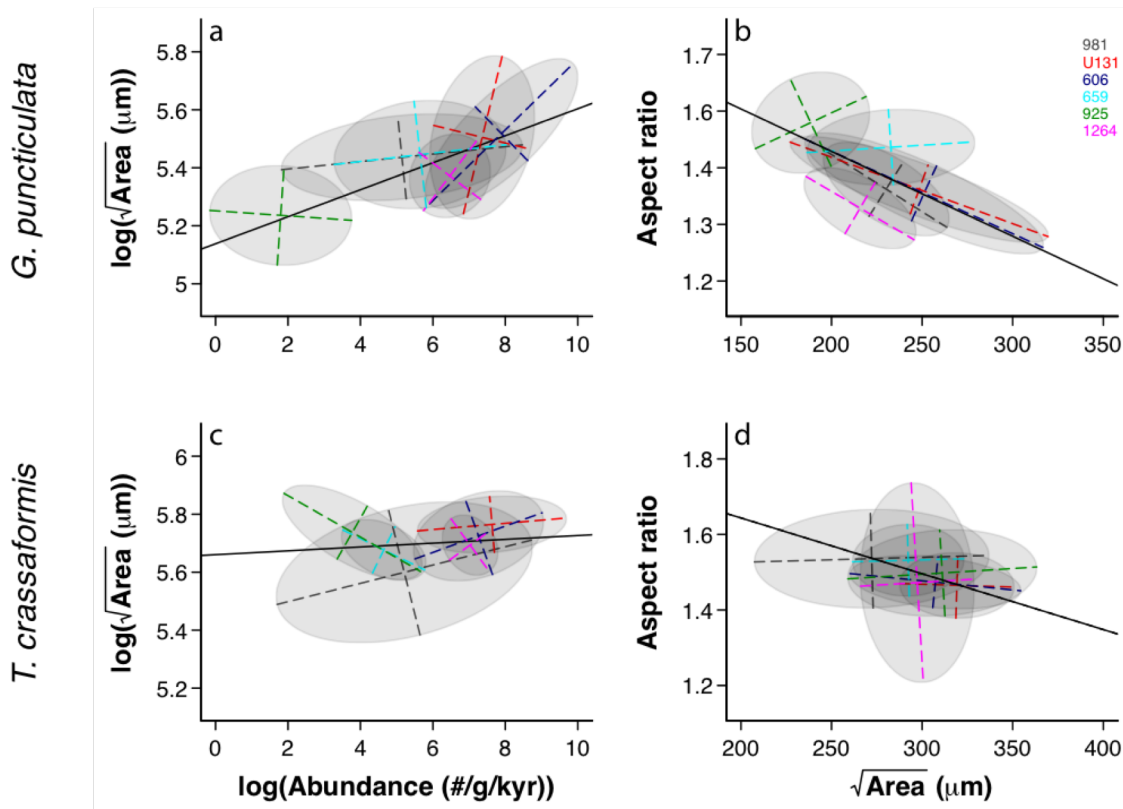 G. puncticulata
a
log(√Area (μm))
5.8
5.6
5.4
5.2
5
0 2 4 6 8 10
b
Aspect ratio
1.7
1.6
1.4
1.3
1.2
150 200 250 300 350
981
U131
606
659
925
1264
T. crassaformis
c
log(√Area (μm))
6
5.8
5.6
5.4
5.2
0 2 4 6 8 10
log(Abundance (#/g/kyr))
d
Aspect ratio
1.8
1.6
1.4
1.2
200 250 300 350 400
√Area (μm)